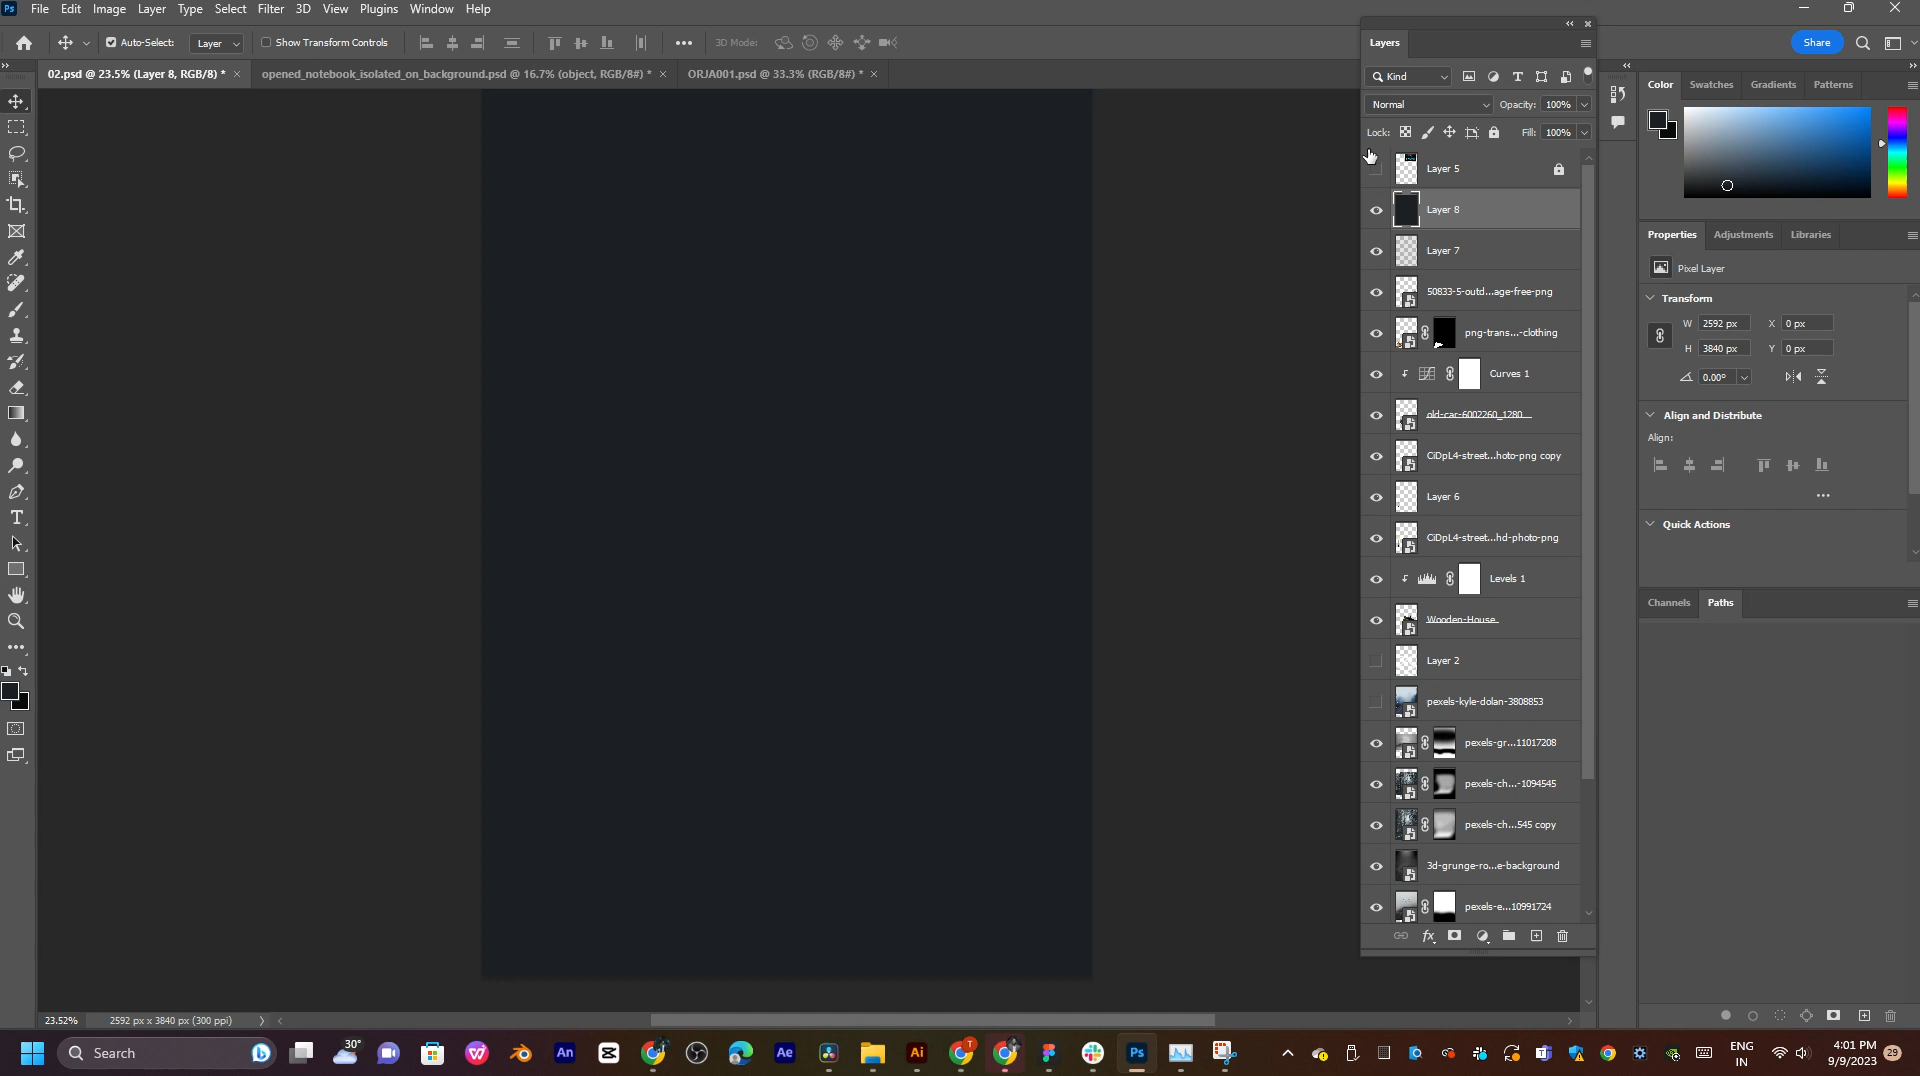 File Edit Image Layer Type Select Filter 3D View Plugins Window Help
Auto-Select: Layer Show Transform Controls 3D Mode: Share
02.psd @ 23.5% (Layer 8, RGB/8) * opened_notebook_isolated_on_background.psd @ 16.7% (object, RGB/8#) * ORJA001.psd @ 33.3% (RGB/8#) *
Layers
Kind
Normal Opacity: 100%
Lock: Fill: 100%
Layer 5
Layer 8
Layer 7
50833-5-outd...age-free-png
png-trans...-clothing
Curves 1
old-car-6002260_1280
CiDpL4-street...hoto-png copy
Layer 6
CiDpL4-street...hd-photo-png
Levels 1
Wooden-House
Layer 2
pexels-kyle-dolan-3808853
pexels-gr...11017208
pexels-ch...-1094545
pexels-ch...545 copy
3d-grunge-ro...e-background
pexels-e...10991724
fx
Color Swatches Gradients Patterns
Properties Adjustments Libraries
Pixel Layer
Transform
W 2592 px X 0 px
H 3840 px Y 0 px
0.00°
Align and Distribute
Align:
Quick Actions
Channels Paths
23.52% 2592 px x 3840 px (300 ppi)
Search 30° An Ae Ai T Ps ENG IN 4:01 PM 9/9/2023 29